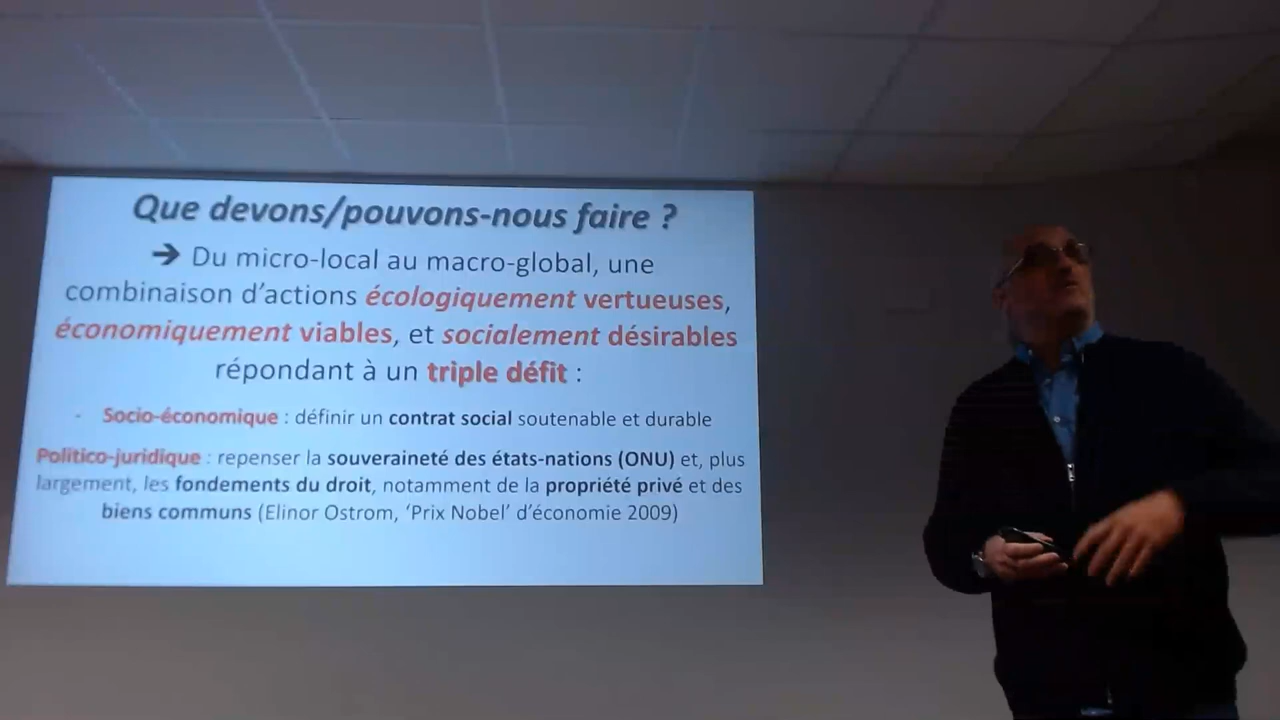 Que devons/pouvons-nous faire ?
➔ Du micro-local au macro-global, une
combinaison d’actions écologiquement vertueuses,
économiquement viables, et socialement désirables
répondant à un triple défit :
- Socio-économique : définir un contrat social soutenable et durable
Politico-juridique : repenser la souveraineté des états-nations (ONU) et, plus
largement, les fondements du droit, notamment de la propriété privé et des
biens communs (Elinor Ostrom, ‘Prix Nobel’ d’économie 2009)